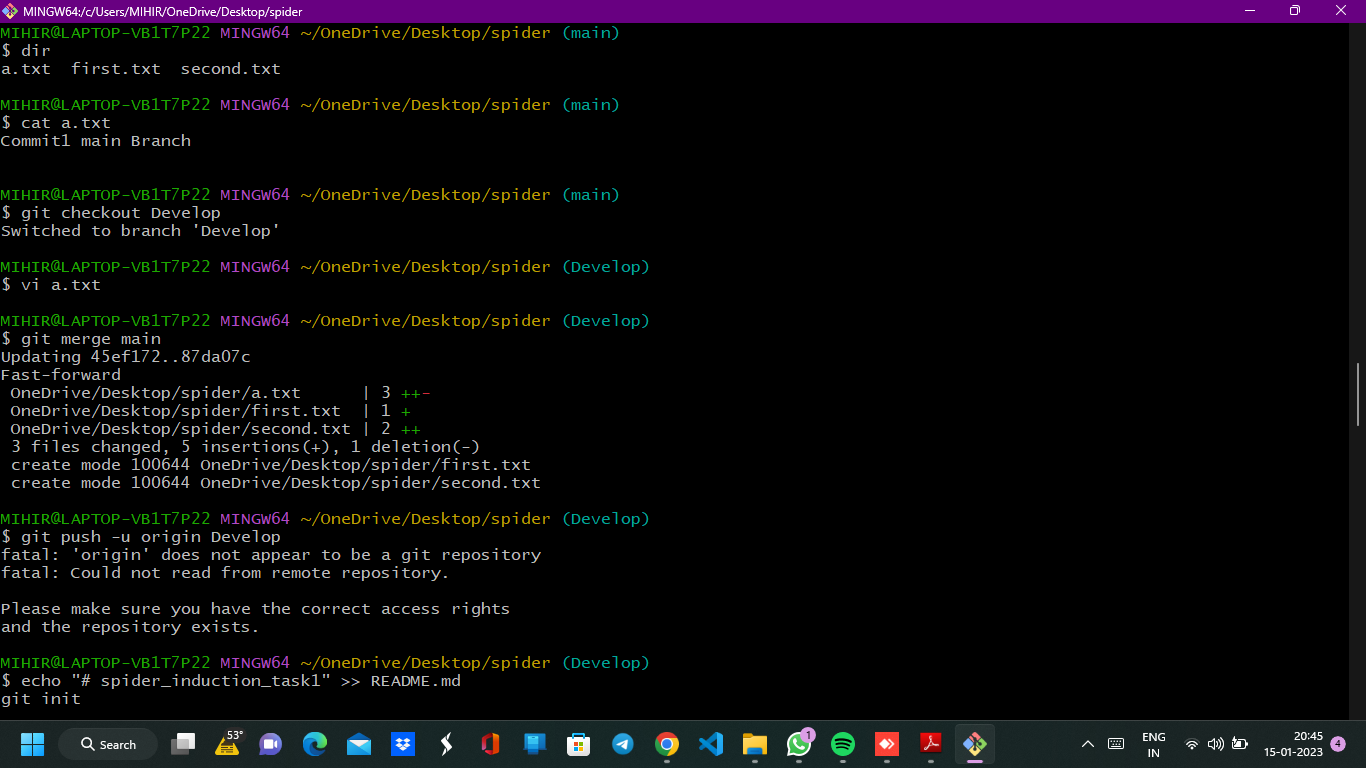 MINGW64:/c/Users/MIHIR/OneDrive/Desktop/spider
MIHIR@LAPTOP-VB1T7P22 MINGW64 ~/OneDrive/Desktop/spider (main)
$ dir
a.txt  first.txt  second.txt
MIHIR@LAPTOP-VB1T7P22 MINGW64 ~/OneDrive/Desktop/spider (main)
$ cat a.txt
Commit1 main Branch
MIHIR@LAPTOP-VB1T7P22 MINGW64 ~/OneDrive/Desktop/spider (main)
$ git checkout Develop
Switched to branch 'Develop'
MIHIR@LAPTOP-VB1T7P22 MINGW64 ~/OneDrive/Desktop/spider (Develop)
$ vi a.txt
MIHIR@LAPTOP-VB1T7P22 MINGW64 ~/OneDrive/Desktop/spider (Develop)
$ git merge main
Updating 45ef172..87da07c
Fast-forward
 OneDrive/Desktop/spider/a.txt      | 3 ++-
 OneDrive/Desktop/spider/first.txt  | 1 +
 OneDrive/Desktop/spider/second.txt | 2 ++
 3 files changed, 5 insertions(+), 1 deletion(-)
 create mode 100644 OneDrive/Desktop/spider/first.txt
 create mode 100644 OneDrive/Desktop/spider/second.txt
MIHIR@LAPTOP-VB1T7P22 MINGW64 ~/OneDrive/Desktop/spider (Develop)
$ git push -u origin Develop
fatal: 'origin' does not appear to be a git repository
fatal: Could not read from remote repository.
Please make sure you have the correct access rights
and the repository exists.
MIHIR@LAPTOP-VB1T7P22 MINGW64 ~/OneDrive/Desktop/spider (Develop)
$ echo "# spider_induction_task1" >> README.md
git init
Search
53°
1
ENG
IN
20:45
15-01-2023
4